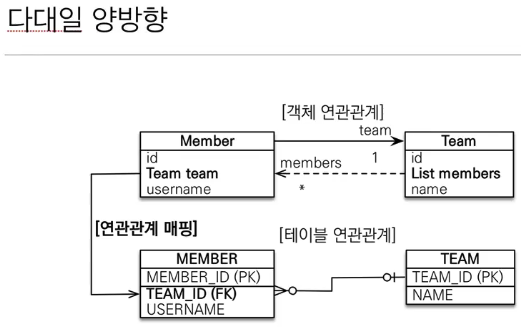 다대일 양방향
[객체 연관관계]
team
Member
Team
id
Team team
username
members
1
*
id
List members
name
[연관관계 매핑]
[테이블 연관관계]
MEMBER
MEMBER_ID (PK)
TEAM_ID (FK)
USERNAME
TEAM
TEAM_ID (PK)
NAME